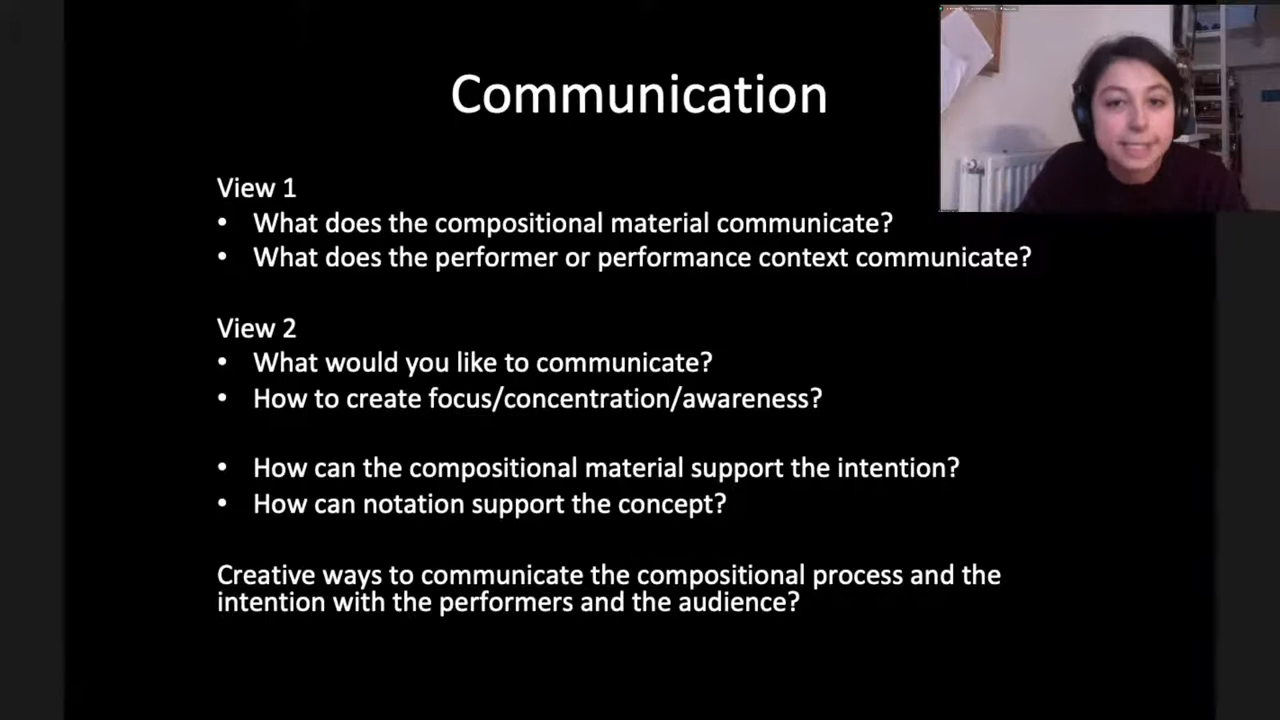 Communication
View 1
• What does the compositional material communicate?
• What does the performer or performance context communicate?
View 2
• What would you like to communicate?
• How to create focus/concentration/awareness?
• How can the compositional material support the intention?
• How can notation support the concept?
Creative ways to communicate the compositional process and the
intention with the performers and the audience?